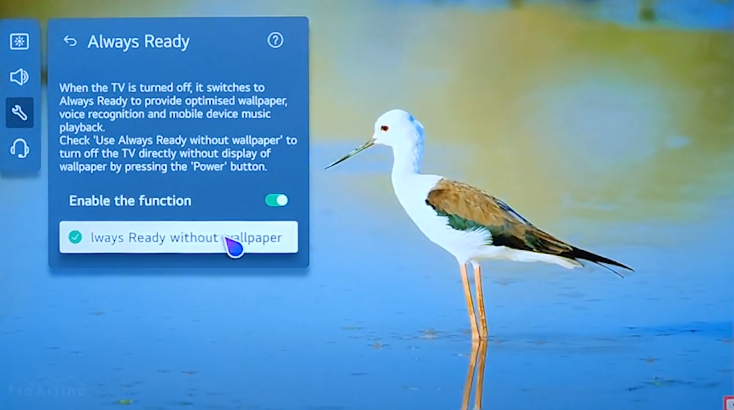 Always Ready
?
When the TV is turned off, it switches to
Always Ready to provide optimised wallpaper,
voice recognition and mobile device music
playback.
Check 'Use Always Ready without wallpaper' to
turn off the TV directly without display of
wallpaper by pressing the 'Power' button.
Enable the function
lways Ready without wallpaper